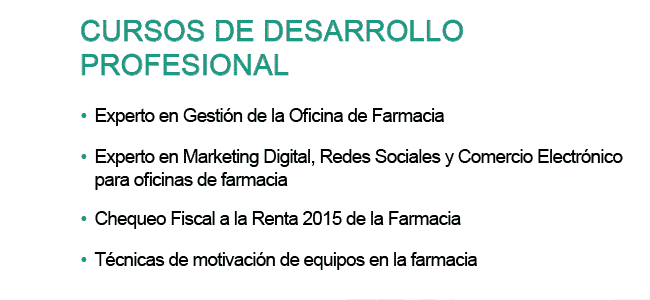 CURSOS DE DESARROLLO
PROFESIONAL
• Experto en Gestión de la Oficina de Farmacia
• Experto en Marketing Digital, Redes Sociales y Comercio Electrónico
para oficinas de farmacia
• Chequeo Fiscal a la Renta 2015 de la Farmacia
• Técnicas de motivación de equipos en la farmacia